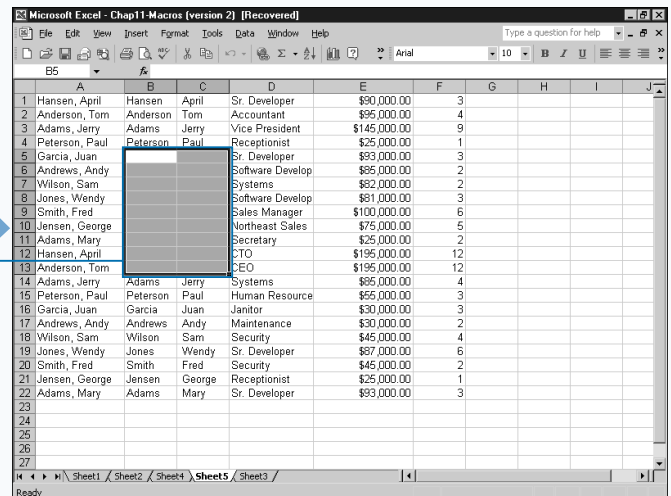 Microsoft Excel - Chap11-Macros (version 2) [Recovered]
File Edit View Insert Format Tools Data Window Help Type a question for help
Arial 10 B I U
B5 fx
A B C D E F G H I J
1 Hansen, April Hansen April Sr. Developer $90,000.00 3
2 Anderson, Tom Anderson Tom Accountant $95,000.00 4
3 Adams, Jerry Adams Jerry Vice President $145,000.00 9
4 Peterson, Paul Peterson Paul Receptionist $25,000.00 1
5 Garcia, Juan Sr. Developer $93,000.00 3
6 Andrews, Andy Software Develop $85,000.00 2
7 Wilson, Sam Systems $82,000.00 2
8 Jones, Wendy Software Develop $81,000.00 3
9 Smith, Fred Sales Manager $100,000.00 6
10 Jensen, George Northeast Sales $75,000.00 5
11 Adams, Mary Secretary $25,000.00 2
12 Hansen, April CTO $195,000.00 12
13 Anderson, Tom CEO $195,000.00 12
14 Adams, Jerry Adams Jerry Systems $85,000.00 4
15 Peterson, Paul Peterson Paul Human Resource $55,000.00 3
16 Garcia, Juan Garcia Juan Janitor $30,000.00 3
17 Andrews, Andy Andrews Andy Maintenance $30,000.00 2
18 Wilson, Sam Wilson Sam Security $45,000.00 4
19 Jones, Wendy Jones Wendy Sr. Developer $87,000.00 6
20 Smith, Fred Smith Fred Security $45,000.00 2
21 Jensen, George Jensen George Receptionist $25,000.00 1
22 Adams, Mary Adams Mary Sr. Developer $93,000.00 3
23
24
25
26
27
Sheet1 Sheet2 Sheet4 Sheet5 Sheet3
Ready